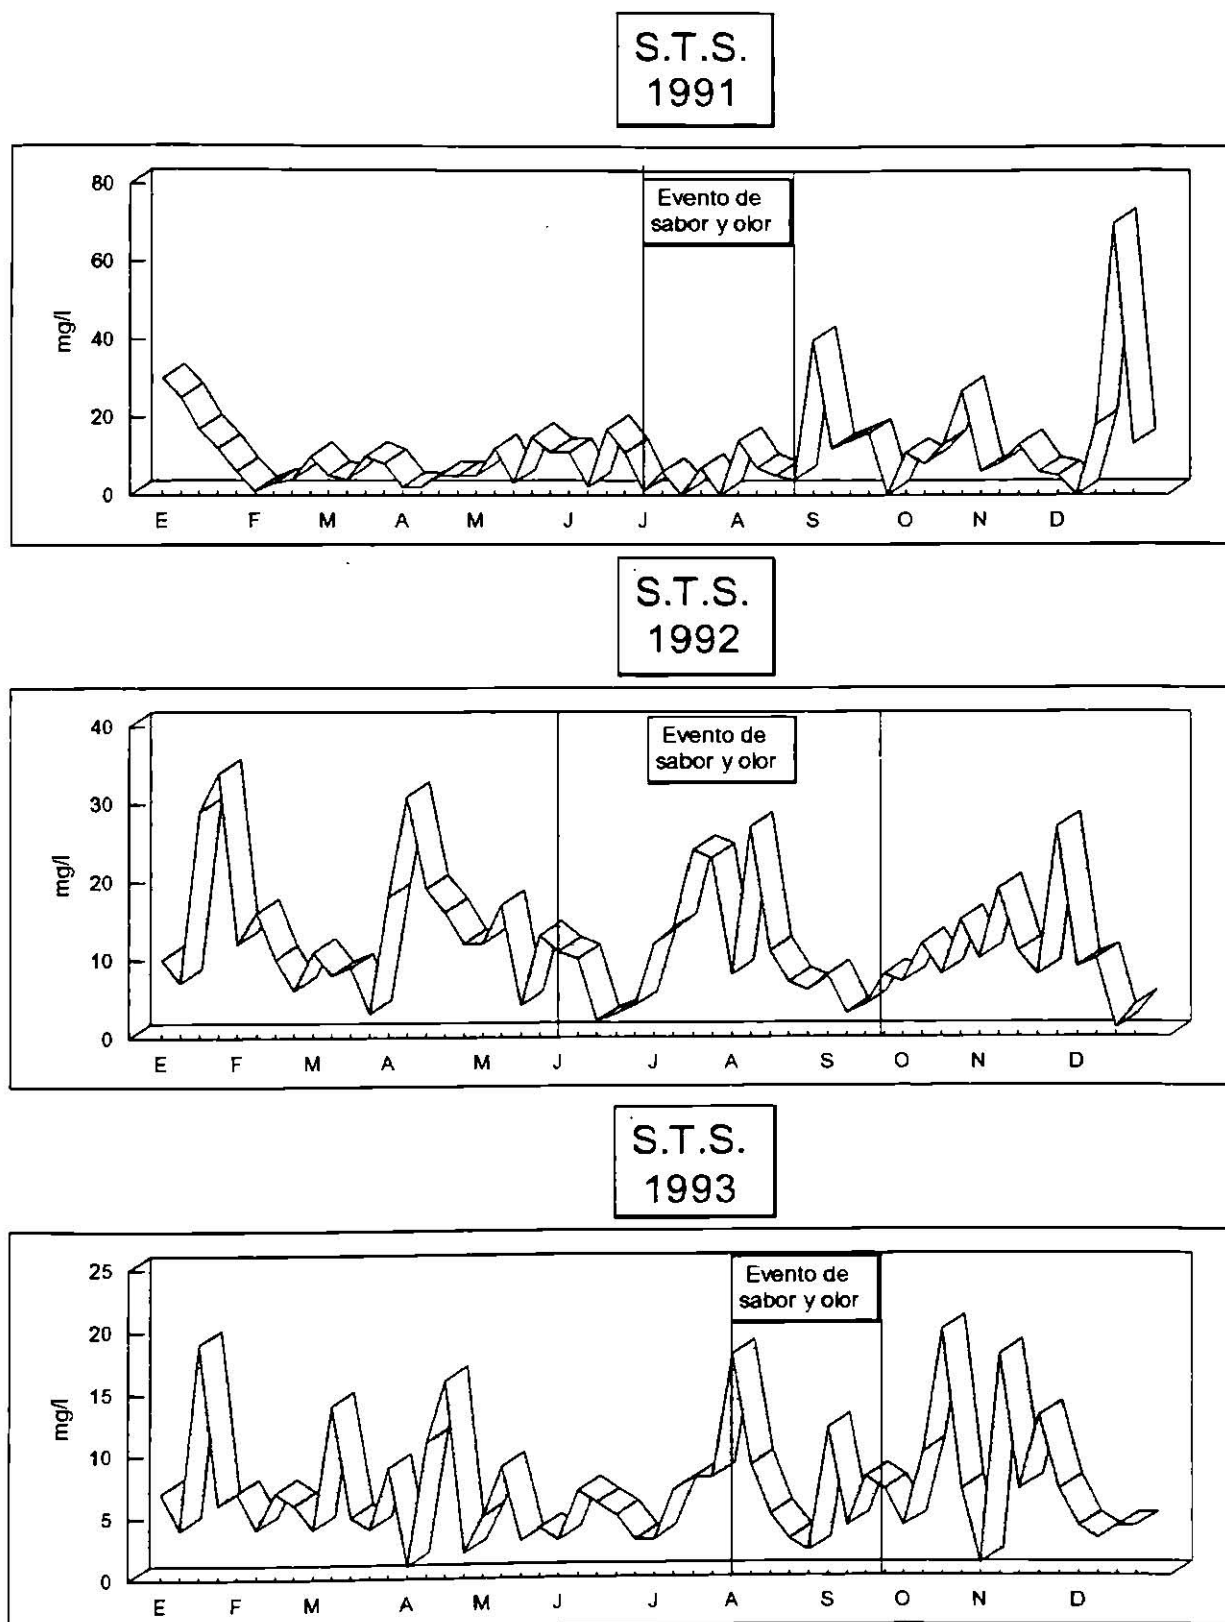 S.T.S.
1991
80
60
40
20
0
mg/l
Evento de
sabor y olor
E F M A M J J A S O N D
S.T.S.
1992
40
30
20
10
0
mg/l
Evento de
sabor y olor
E F M A M J J A S O N D
S.T.S.
1993
25
20
15
10
5
0
mg/l
Evento de
sabor y olor
E F M A M J J A S O N D